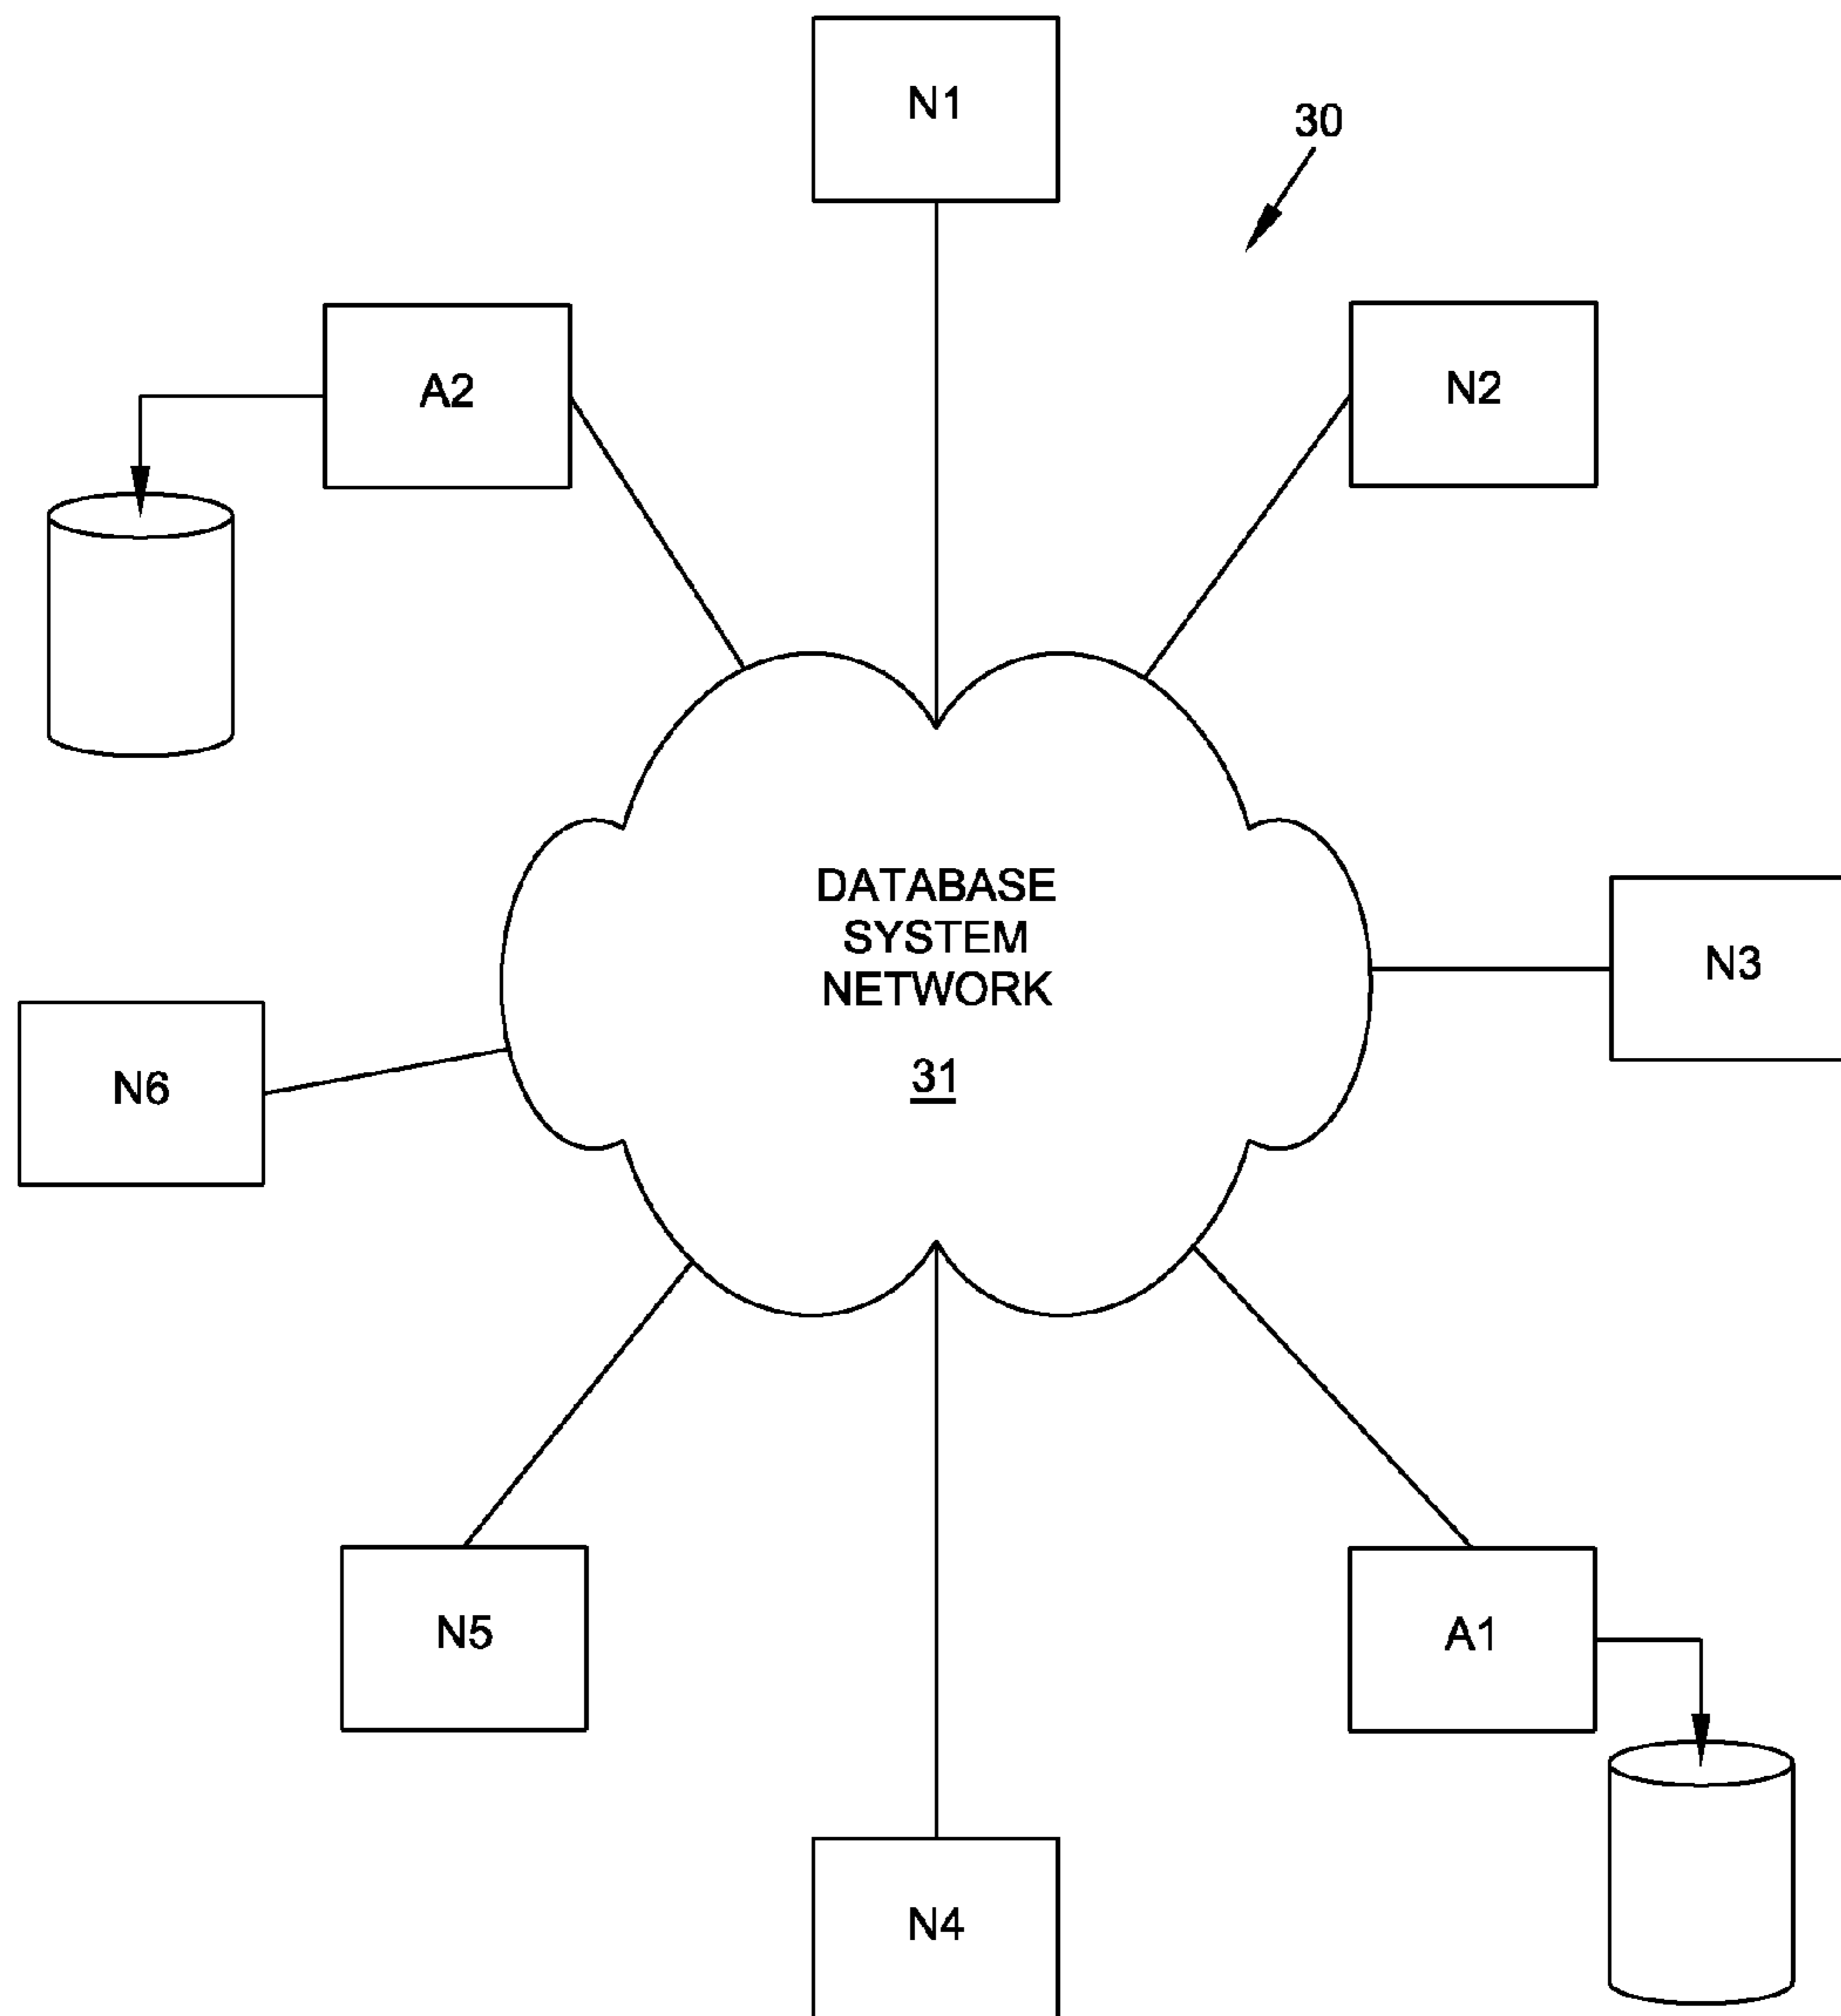 N1
30
A2
N2
DATABASE
SYSTEM
NETWORK
31
N3
N6
N5
A1
N4